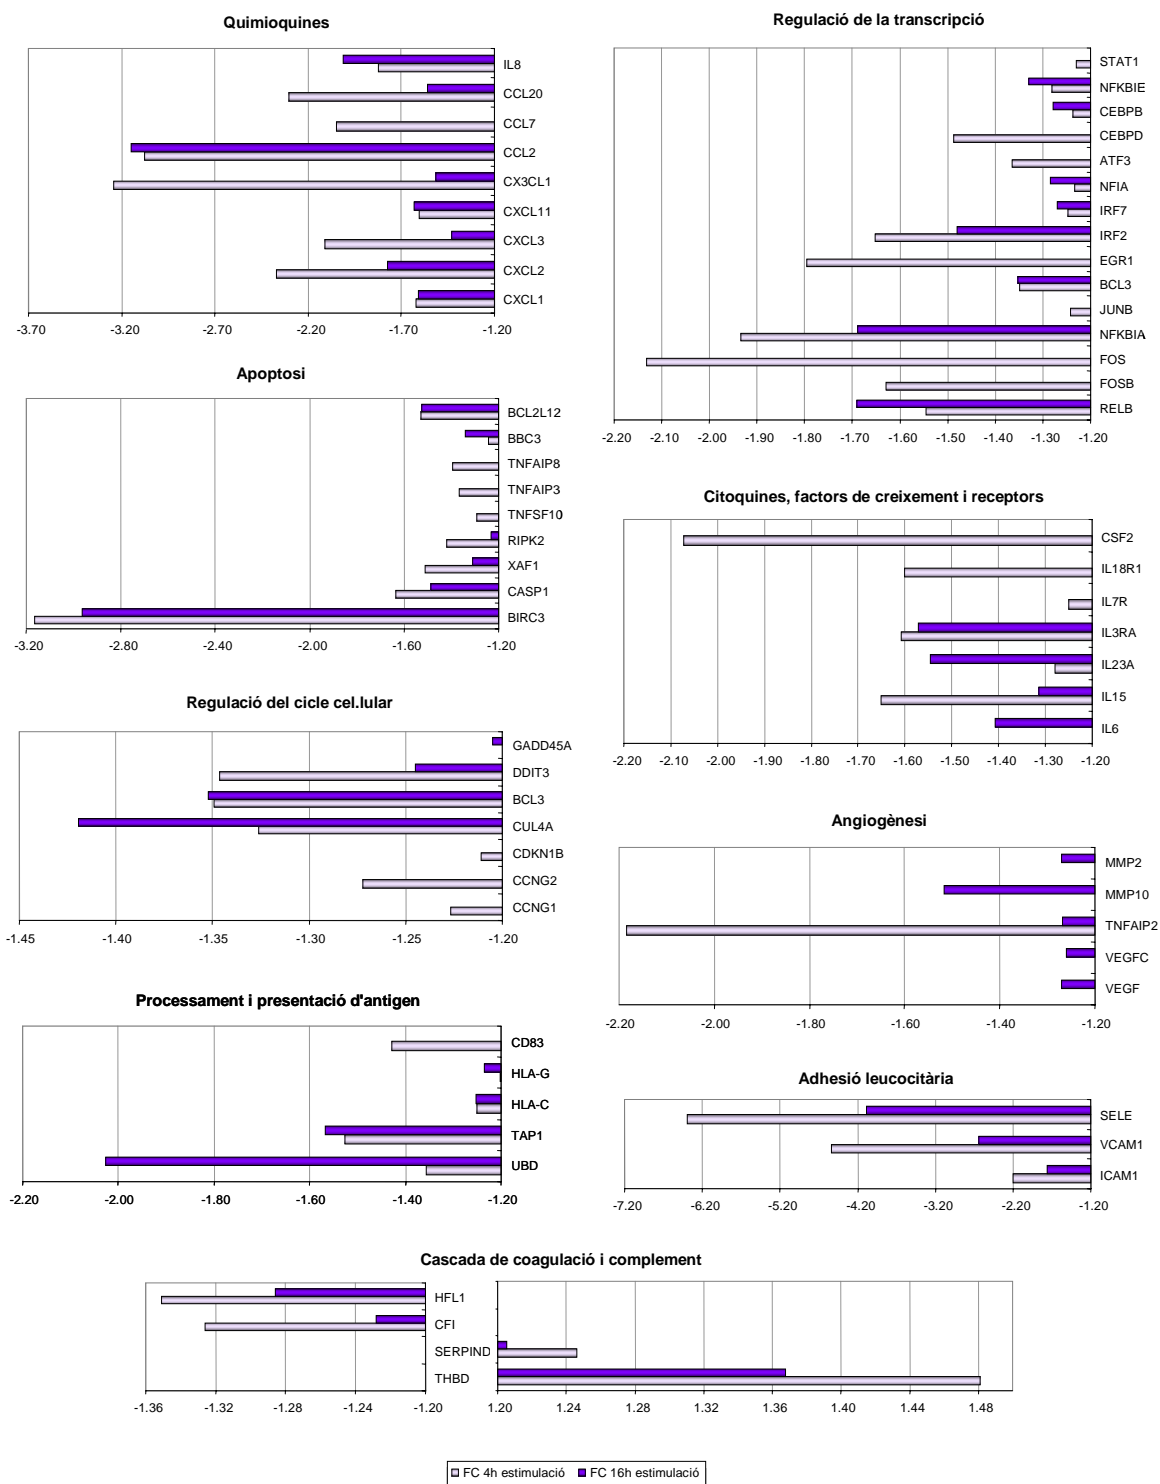 Quimioquines
IL8
CCL20
CCL7
CCL2
CX3CL1
CXCL11
CXCL3
CXCL2
CXCL1
-3.70 -3.20 -2.70 -2.20 -1.70 -1.20
Apoptosi
BCL2L12
BBC3
TNFAIP8
TNFAIP3
TNFSF10
RIPK2
XAF1
CASP1
BIRC3
-3.20 -2.80 -2.40 -2.00 -1.60 -1.20
Regulació del cicle cel.lular
GADD45A
DDIT3
BCL3
CUL4A
CDKN1B
CCNG2
CCNG1
-1.45 -1.40 -1.35 -1.30 -1.25 -1.20
Processament i presentació d'antigen
CD83
HLA-G
HLA-C
TAP1
UBD
-2.20 -2.00 -1.80 -1.60 -1.40 -1.20
Regulació de la transcripció
STAT1
NFKBIE
CEBPB
CEBPD
ATF3
NFIA
IRF7
IRF2
EGR1
BCL3
JUNB
NFKBIA
FOS
FOSB
RELB
-2.20 -2.10 -2.00 -1.90 -1.80 -1.70 -1.60 -1.50 -1.40 -1.30 -1.20
Citoquines, factors de creixement i receptors
CSF2
IL18R1
IL7R
IL3RA
IL23A
IL15
IL6
-2.20 -2.10 -2.00 -1.90 -1.80 -1.70 -1.60 -1.50 -1.40 -1.30 -1.20
Angiogènesi
MMP2
MMP10
TNFAIP2
VEGFC
VEGF
-2.20 -2.00 -1.80 -1.60 -1.40 -1.20
Adhesió leucocitària
SELE
VCAM1
ICAM1
-7.20 -6.20 -5.20 -4.20 -3.20 -2.20 -1.20
Cascada de coagulació i complement
HFL1
CFI
SERPIND
THBD
-1.36 -1.32 -1.28 -1.24 -1.20 1.20 1.24 1.28 1.32 1.36 1.40 1.44 1.48
FC 4h estimulació FC 16h estimulació